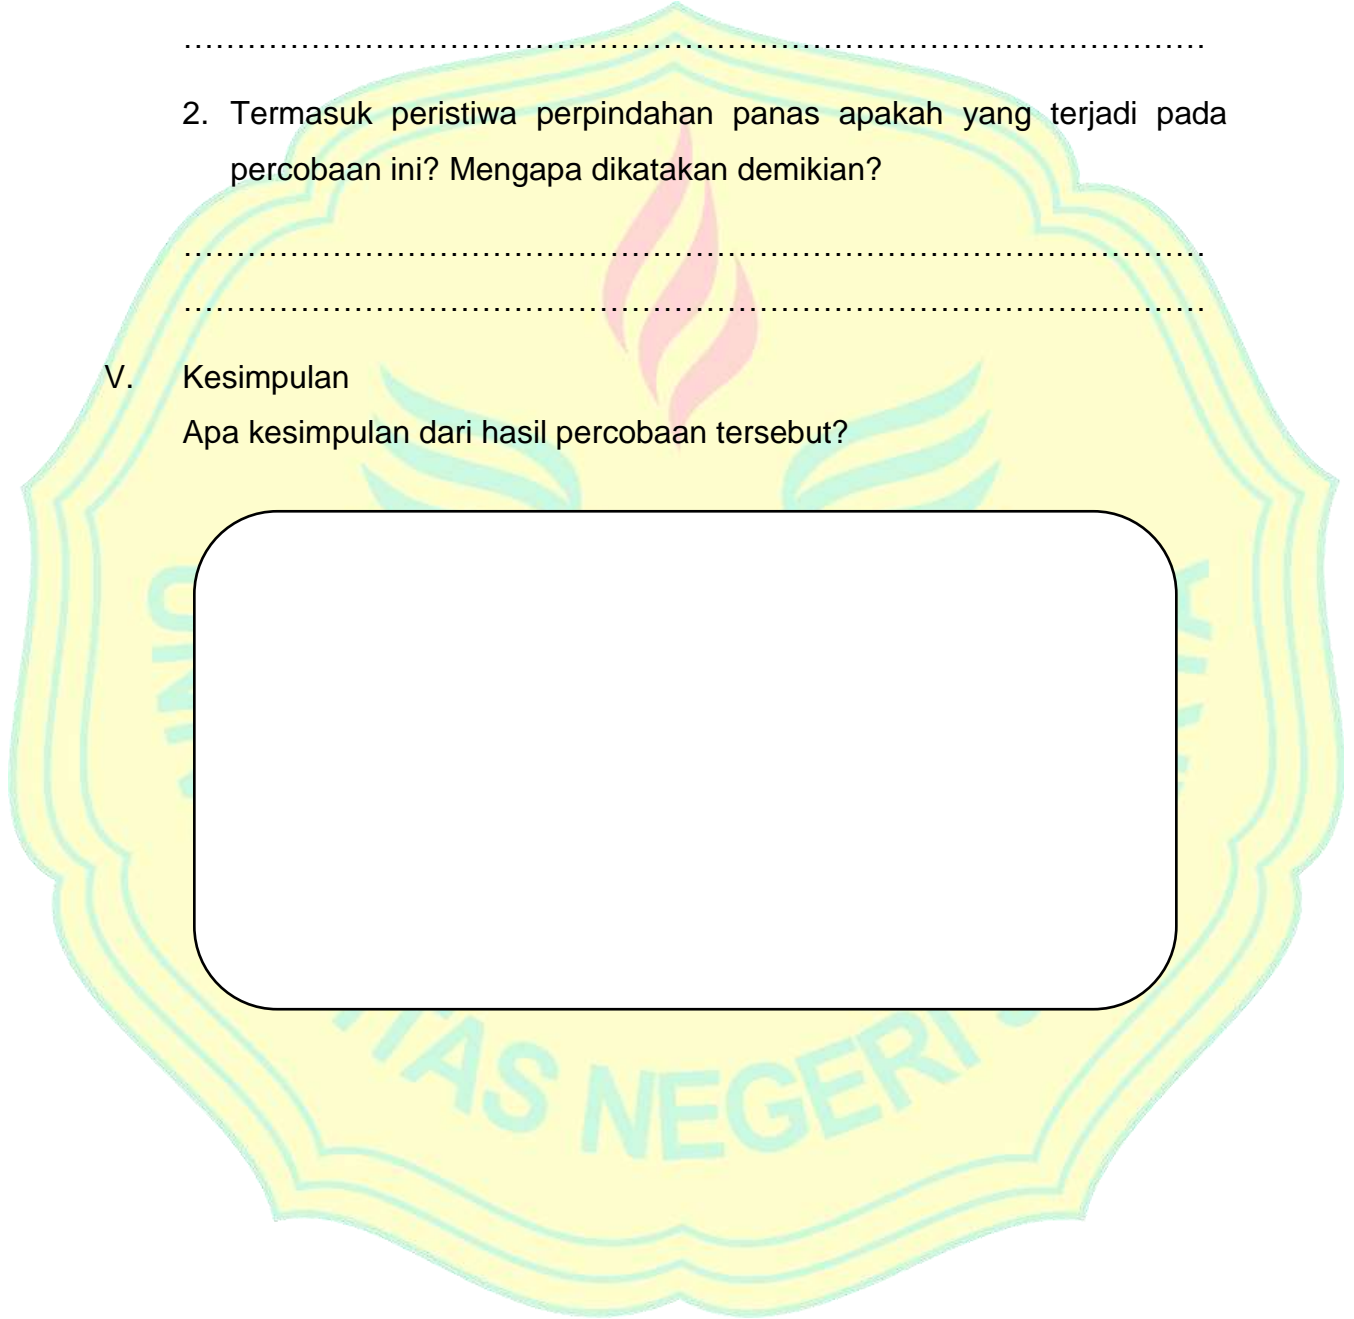 ……………………………………………………………………………………
2. Termasuk peristiwa perpindahan panas apakah yang terjadi pada
percobaan ini? Mengapa dikatakan demikian?
……………………………………………………………………………………
……………………………………………………………………………………
V. Kesimpulan
Apa kesimpulan dari hasil percobaan tersebut?
TAS NEGERI